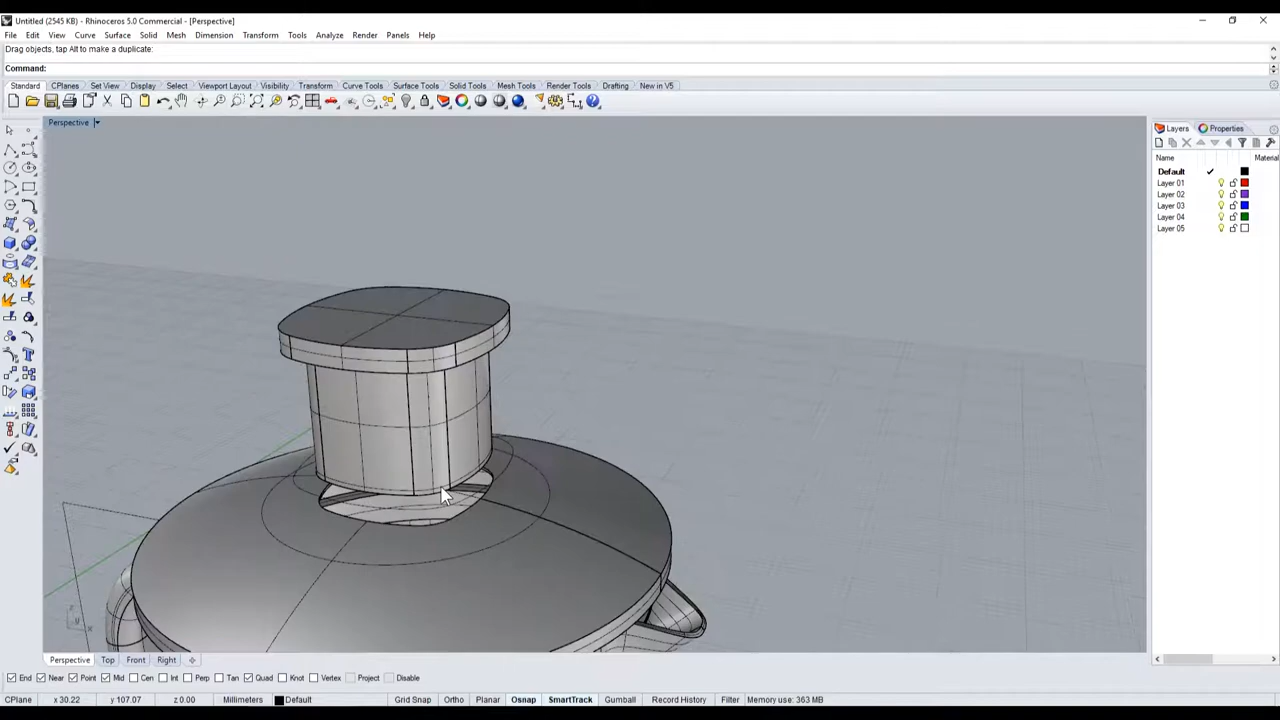 Untitled (2545 KB) - Rhinoceros 5.0 Commercial - [Perspective]
File Edit View Curve Surface Solid Mesh Dimension Transform Tools Analyze Render Panels Help
Drag objects, tap Alt to make a duplicate:
Command:
Standard CPlanes Set View Display Select Viewport Layout Visibility Transform Curve Tools Surface Tools Solid Tools Mesh Tools Render Tools Drafting New in V5
Perspective
Layers Properties
Name Material
Default
Layer 01
Layer 02
Layer 03
Layer 04
Layer 05
z
y
x
Perspective Top Front Right
End Near Point Mid Cen Int Perp Tan Quad Knot Vertex Project Disable
CPlane x 30.22 y 107.07 z 0.00 Millimeters Default Grid Snap Ortho Planar Osnap SmartTrack Gumball Record History Filter Memory use: 363 MB